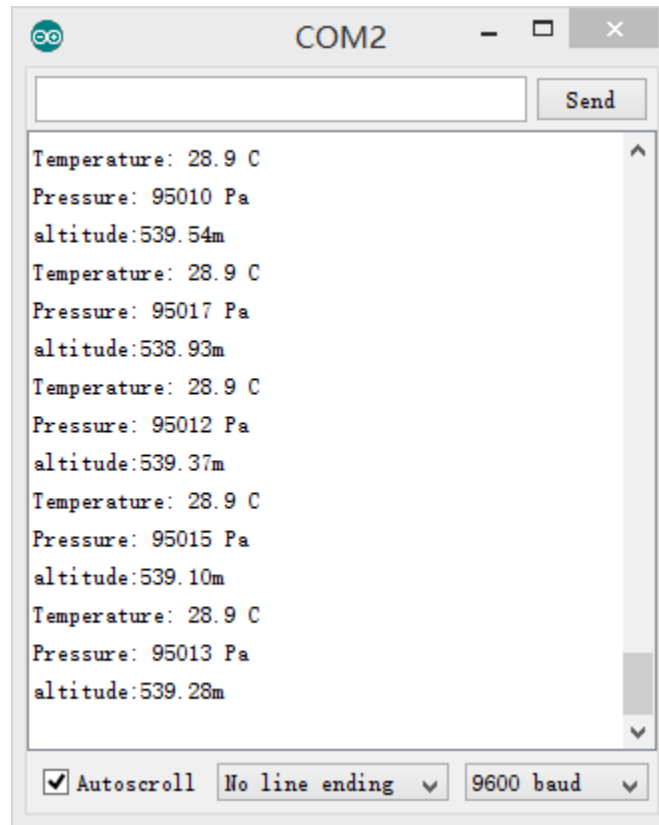 COM2
Send
Temperature: 28.9 C
Pressure: 95010 Pa
altitude:539.54m
Temperature: 28.9 C
Pressure: 95017 Pa
altitude:538.93m
Temperature: 28.9 C
Pressure: 95012 Pa
altitude:539.37m
Temperature: 28.9 C
Pressure: 95015 Pa
altitude:539.10m
Temperature: 28.9 C
Pressure: 95013 Pa
altitude:539.28m
Autoscroll No line ending 9600 baud